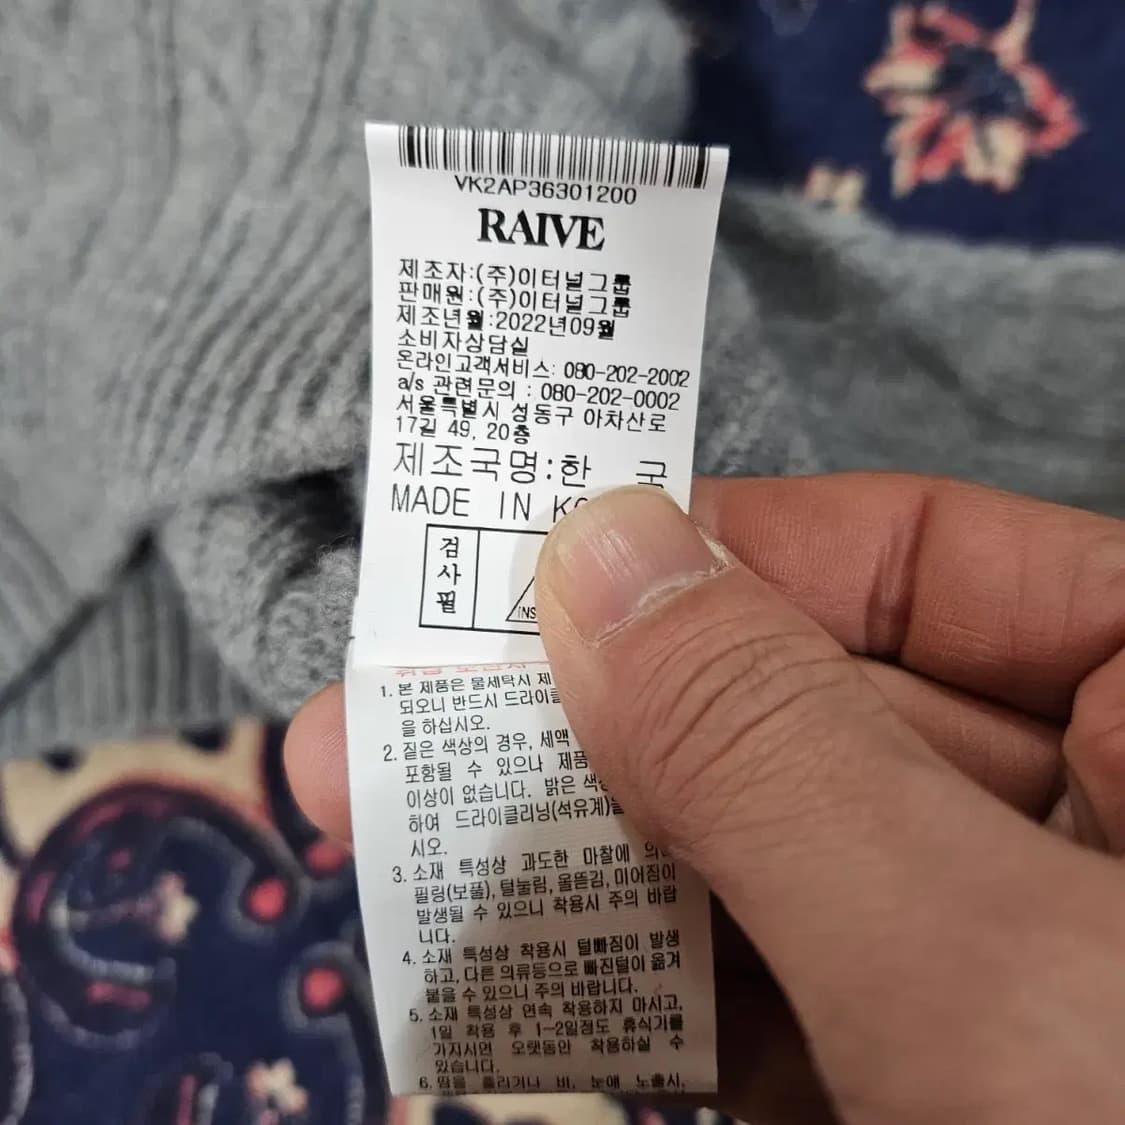 VK2AP36301200
RAIVE
제조자:(주)이터널그룹
판매원:(주)이터널그룹
제조년월:2022년09월
소비자상담실
온라인고객서비스: 080-202-2002
a/s 관련문의 : 080-202-0002
서울특별시 성동구 아차산로
17길 49, 20층
제조국명:한 국
MADE IN
검
사
필
1. 본 제품은 물세탁시
되오니 반드시
을 하십시오.
2. 짙은 색상의 경우, 세액
포함될 수 있으나 제품
이상이 없습니다. 밝은
하여 드라이클리닝(석유계)
시오.
3. 소재 특성상 과도한 마찰에
필링(보풀), 털눌림, 올뜯김, 미어짐이
발생될 수 있으니 착용시 주의 바랍
니다.
4. 소재 특성상 착용시 털빠짐이 발생
하고, 다른 의류등으로 빠진털이 옮겨
붙을 수 있으니 주의 바랍니다.
5. 소재 특성상 연속 착용하지 마시고,
1일 착용 후 1~2일정도 휴식기를
가지시면 오랫동안 착용하실 수
있습니다.
6. 땀을 흘리거나 비, 눈에 노출시,